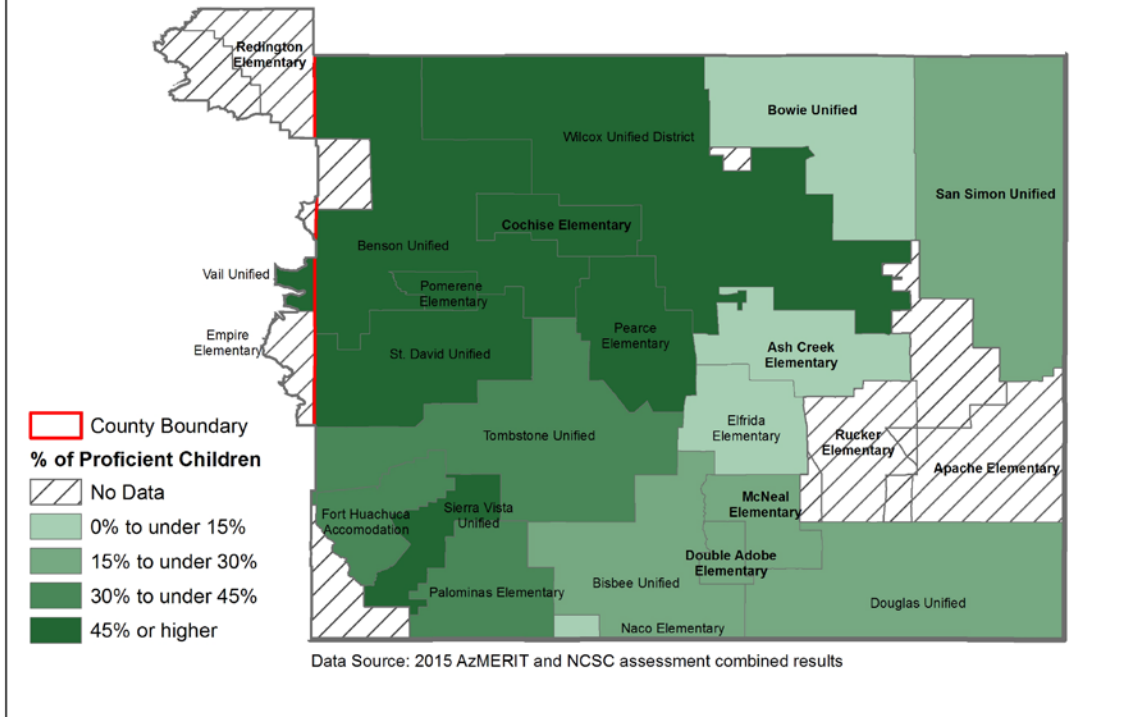 Redington
Elementary
Bowie Unified
Wilcox Unified District
San Simon Unified
Cochise Elementary
Benson Unified
Vail Unified
Pomerene
Elementary
Empire
Elementary
Pearce
Elementary
St. David Unified
Ash Creek
Elementary
Elfrida
Elementary
Tombstone Unified
Rucker
Elementary
Apache Elementary
McNeal
Elementary
Sierra Vista
Unified
Fort Huachuca
Accomodation
Double Adobe
Elementary
Bisbee Unified
Palominas Elementary
Douglas Unified
Naco Elementary
County Boundary
% of Proficient Children
No Data
0% to under 15%
15% to under 30%
30% to under 45%
45% or higher
Data Source: 2015 AzMERIT and NCSC assessment combined results